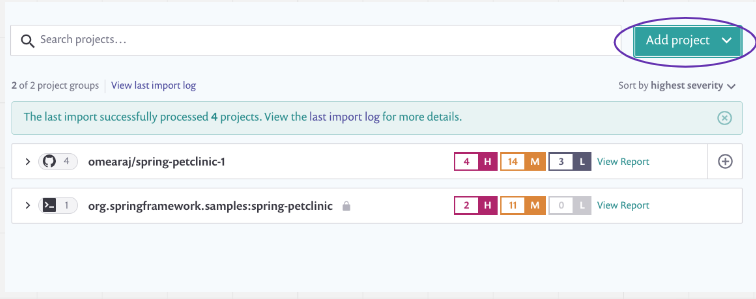 Search projects...
Add project
2 of 2 project groups View last import log Sort by highest severity
The last import successfully processed 4 projects. View the last import log for more details.
4 omearaj/spring-petclinic-1 4 H 14 M 3 L View Report
1 org.springframework.samples:spring-petclinic 2 H 11 M 0 L View Report